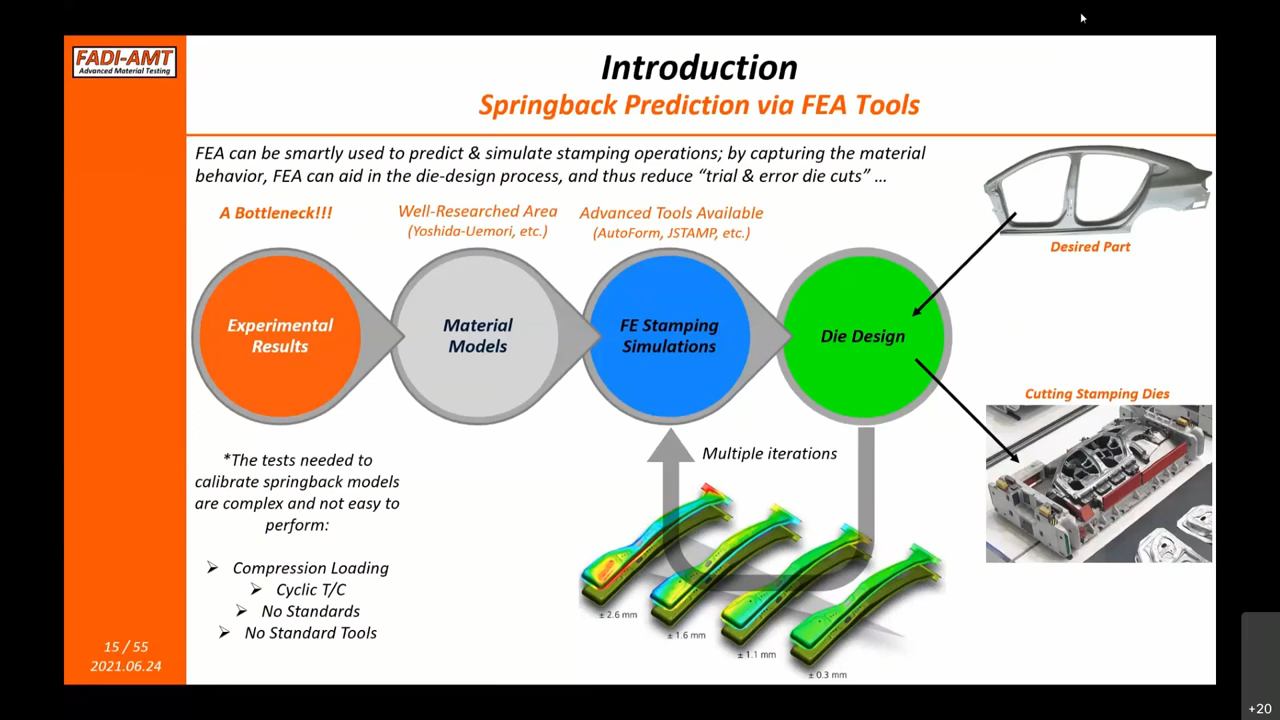 FADI-AMT
Advanced Material Testing
Introduction
Springback Prediction via FEA Tools
FEA can be smartly used to predict & simulate stamping operations; by capturing the material
behavior, FEA can aid in the die-design process, and thus reduce “trial & error die cuts” ...
A Bottleneck!!!
Well-Researched Area
(Yoshida-Uemori, etc.)
Advanced Tools Available
(AutoForm, JSTAMP, etc.)
Desired Part
Experimental
Results
Material
Models
FE Stamping
Simulations
Die Design
Cutting Stamping Dies
*The tests needed to
calibrate springback models
are complex and not easy to
perform:
➢ Compression Loading
➢ Cyclic T/C
➢ No Standards
➢ No Standard Tools
Multiple iterations
± 2.6 mm
± 1.6 mm
± 1.1 mm
± 0.3 mm
15 / 55
2021.06.24
+20